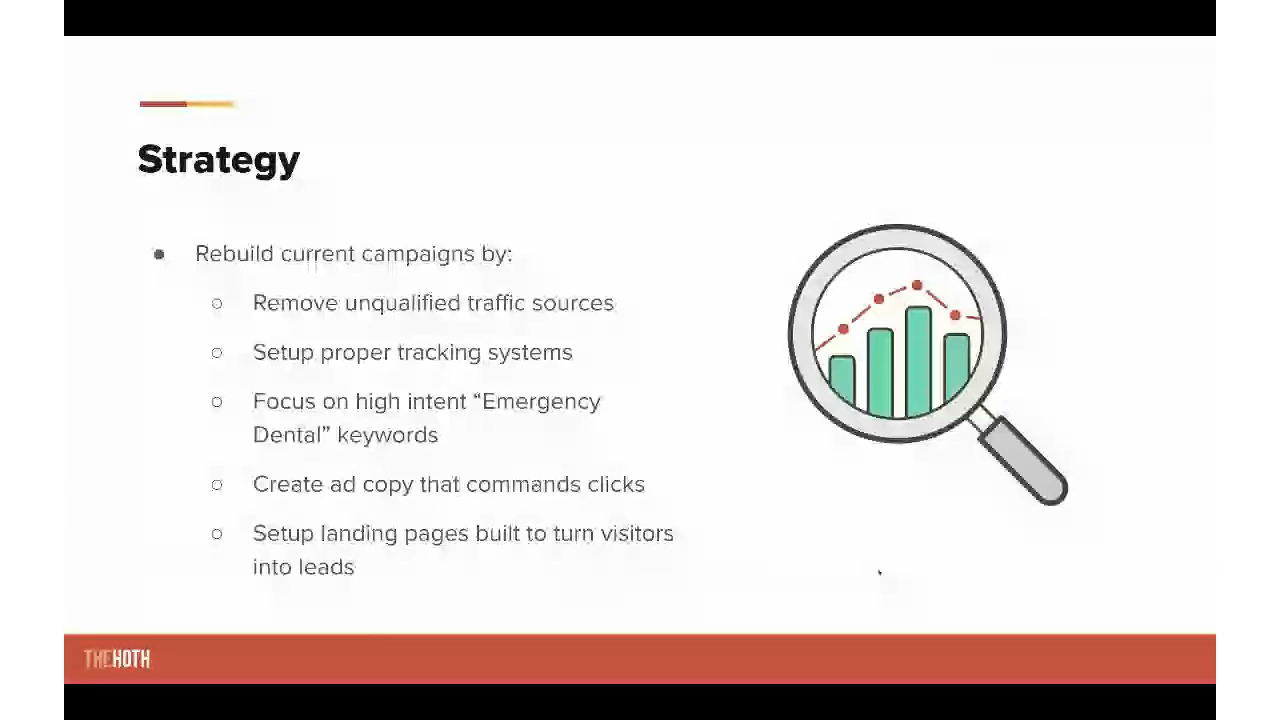 Strategy
● Rebuild current campaigns by:
○ Remove unqualified traffic sources
○ Setup proper tracking systems
○ Focus on high intent “Emergency
Dental” keywords
○ Create ad copy that commands clicks
○ Setup landing pages built to turn visitors
into leads
THEHOTH